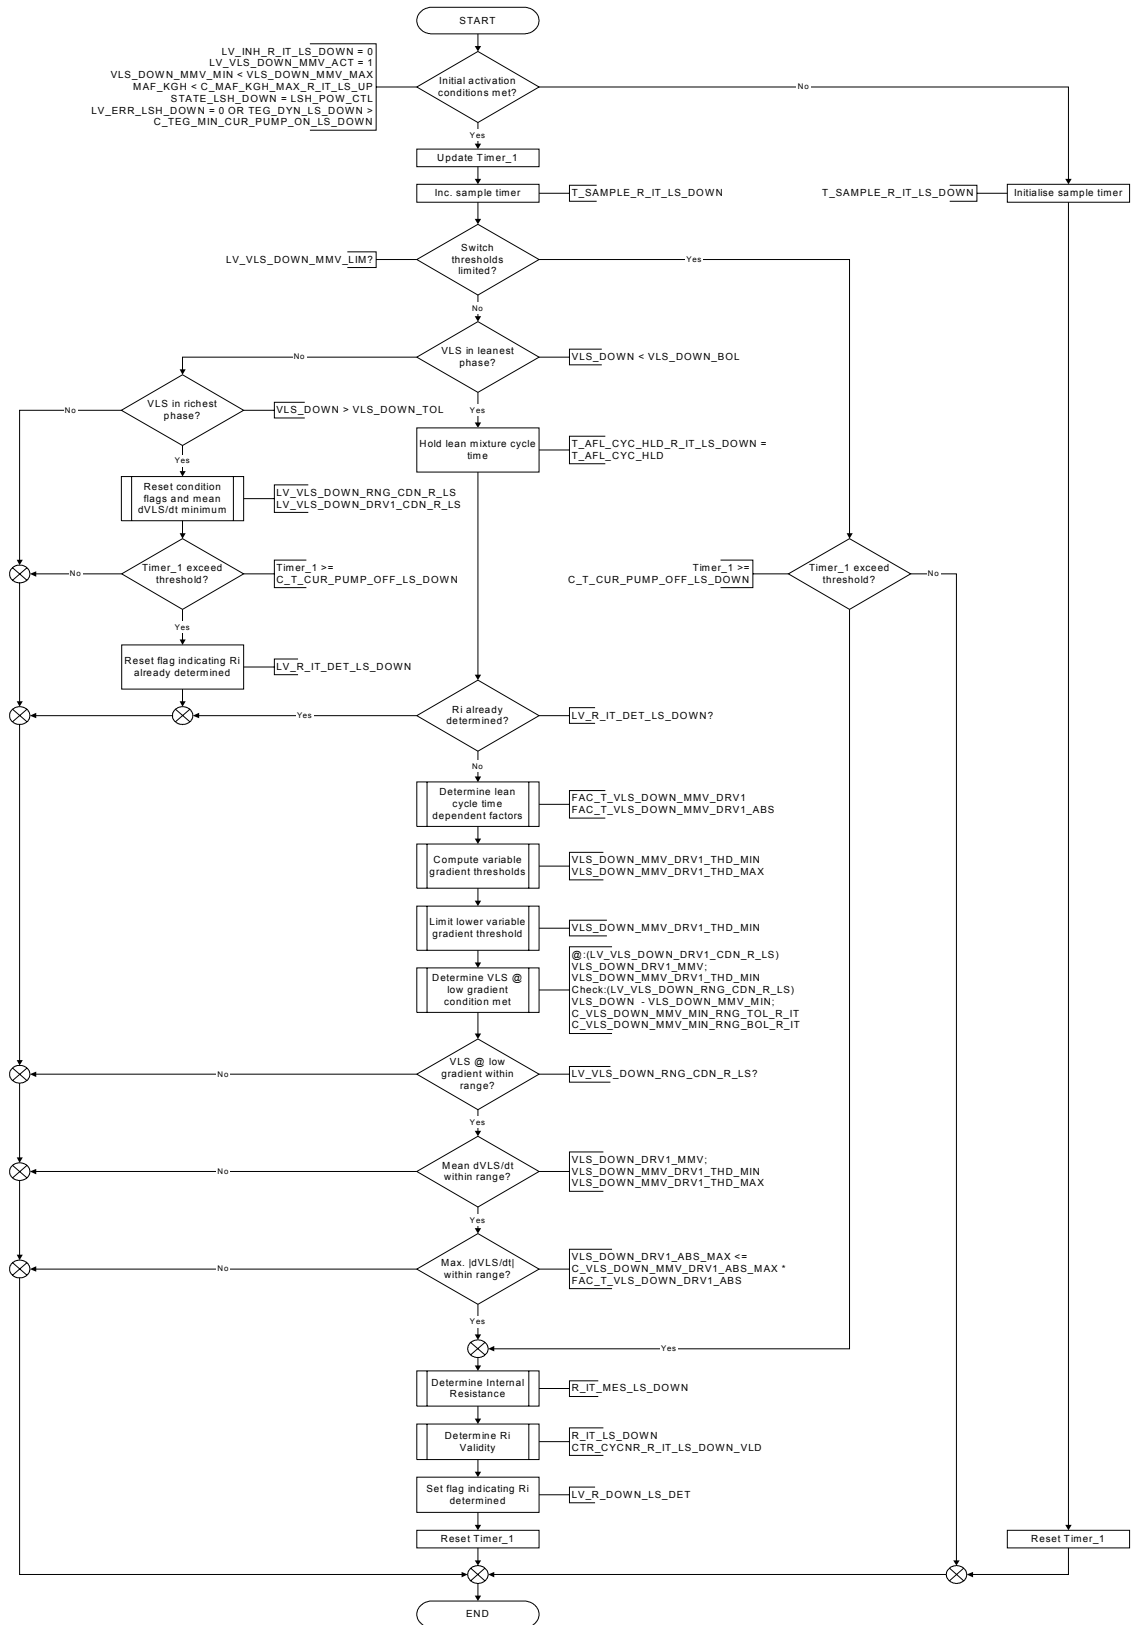 START
LV_INH_R_IT_LS_DOWN = 0
LV_VLS_DOWN_MMV_ACT = 1
VLS_DOWN_MMV_MIN < VLS_DOWN_MMV_MAX
MAF_KGH < C_MAF_KGH_MAX_R_IT_LS_UP
STATE_LSH_DOWN = LSH_POW_CTL
LV_ERR_LSH_DOWN = 0 OR TEG_DYN_LS_DOWN >
C_TEG_MIN_CUR_PUMP_ON_LS_DOWN
Initial activation
conditions met?
No
Yes
Update Timer_1
Inc. sample timer
T_SAMPLE_R_IT_LS_DOWN
T_SAMPLE_R_IT_LS_DOWN
Initialise sample timer
LV_VLS_DOWN_MMV_LIM?
Switch
thresholds
limited?
Yes
No
VLS in leanest
phase?
No
VLS_DOWN < VLS_DOWN_BOL
VLS in richest
phase?
No
VLS_DOWN > VLS_DOWN_TOL
Yes
Hold lean mixture cycle
time
T_AFL_CYC_HLD_R_IT_LS_DOWN =
T_AFL_CYC_HLD
Yes
Reset condition
flags and mean
dVLS/dt minimum
LV_VLS_DOWN_RNG_CDN_R_LS
LV_VLS_DOWN_DRV1_CDN_R_LS
Timer_1 exceed
threshold?
No
Timer_1 >=
C_T_CUR_PUMP_OFF_LS_DOWN
Timer_1 >=
C_T_CUR_PUMP_OFF_LS_DOWN
Timer_1 exceed
threshold?
No
Yes
Reset flag indicating Ri
already determined
LV_R_IT_DET_LS_DOWN
Yes
Ri already
determined?
LV_R_IT_DET_LS_DOWN?
No
Determine lean
cycle time
dependent factors
FAC_T_VLS_DOWN_MMV_DRV1
FAC_T_VLS_DOWN_MMV_DRV1_ABS
Compute variable
gradient thresholds
VLS_DOWN_MMV_DRV1_THD_MIN
VLS_DOWN_MMV_DRV1_THD_MAX
Limit lower variable
gradient threshold
VLS_DOWN_MMV_DRV1_THD_MIN
Determine VLS @
low gradient
condition met
@:(LV_VLS_DOWN_DRV1_CDN_R_LS)
VLS_DOWN_DRV1_MMV;
VLS_DOWN_MMV_DRV1_THD_MIN
Check:(LV_VLS_DOWN_RNG_CDN_R_LS)
VLS_DOWN - VLS_DOWN_MMV_MIN;
C_VLS_DOWN_MMV_MIN_RNG_TOL_R_IT
C_VLS_DOWN_MMV_MIN_RNG_BOL_R_IT
VLS @ low
gradient within
range?
No
LV_VLS_DOWN_RNG_CDN_R_LS?
Yes
Mean dVLS/dt
within range?
No
VLS_DOWN_DRV1_MMV;
VLS_DOWN_MMV_DRV1_THD_MIN
VLS_DOWN_MMV_DRV1_THD_MAX
Yes
Max. |dVLS/dt|
within range?
No
VLS_DOWN_DRV1_ABS_MAX <=
C_VLS_DOWN_MMV_DRV1_ABS_MAX *
FAC_T_VLS_DOWN_DRV1_ABS
Yes
Yes
Determine Internal
Resistance
R_IT_MES_LS_DOWN
Determine Ri
Validity
R_IT_LS_DOWN
CTR_CYCNR_R_IT_LS_DOWN_VLD
Set flag indicating Ri
determined
LV_R_DOWN_LS_DET
Reset Timer_1
Reset Timer_1
END